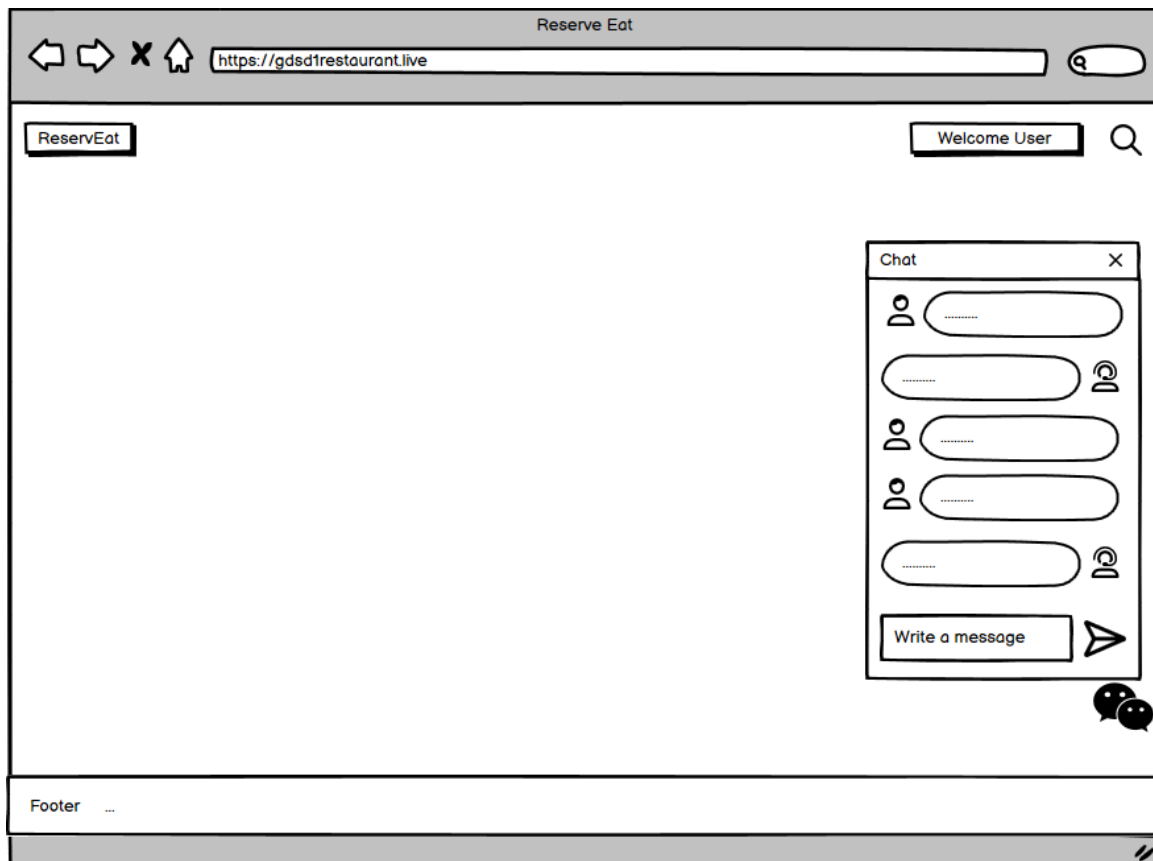 Reserve Eat
https://gdsd1restaurant.live
ReservEat
Welcome User
Chat
..........
..........
..........
..........
..........
Write a message
Footer ...